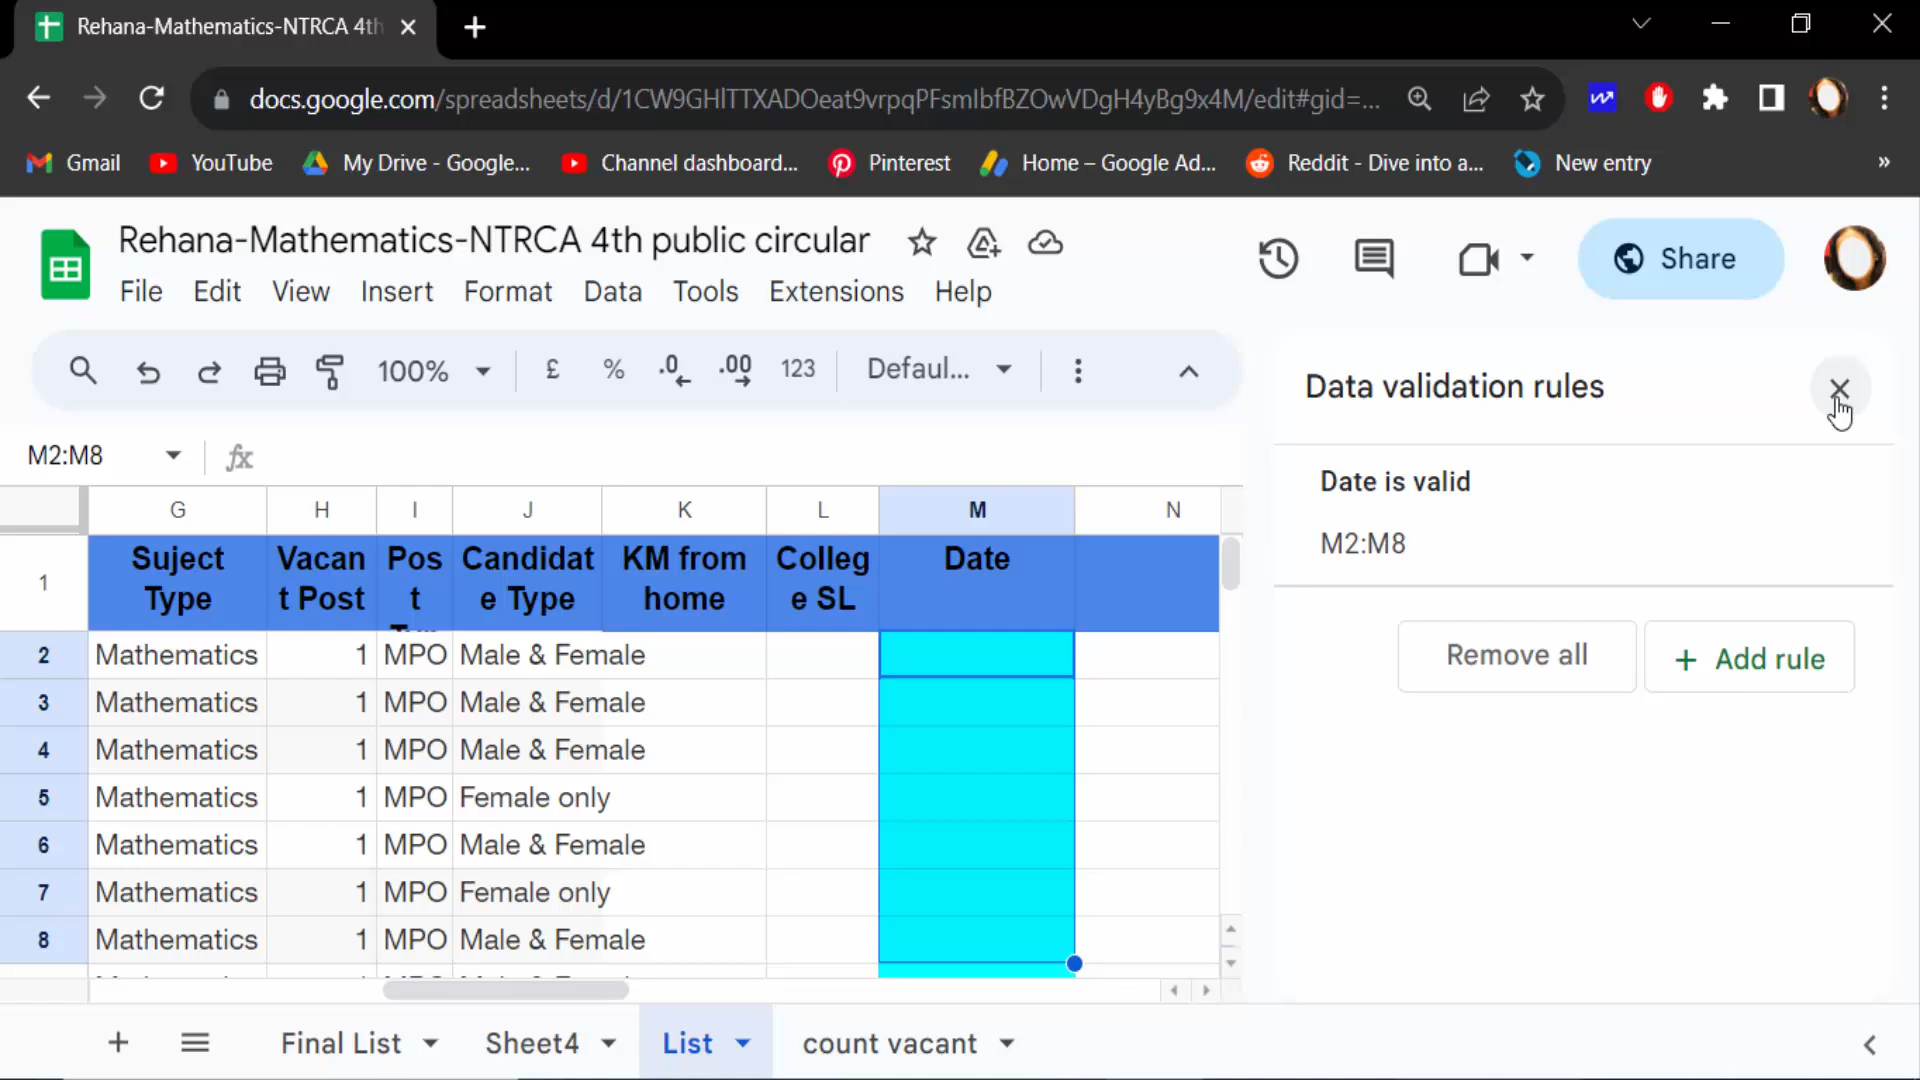 Rehana-Mathematics-NTRCA 4th
docs.google.com/spreadsheets/d/1CW9GHlTTXADOeat9vrpqPFsmIbfBZOwVDgH4yBg9x4M/edit#gid=...
Gmail YouTube My Drive - Google... Channel dashboard... Pinterest Home – Google Ad... Reddit - Dive into a... New entry »
Rehana-Mathematics-NTRCA 4th public circular
Share
File Edit View Insert Format Data Tools Extensions Help
100% £ % .0 .00 123 Defaul...
Data validation rules
M2:M8 fx
Date is valid
M2:M8
Remove all + Add rule
G H I J K L M N
1 Suject Type Vacan t Post Pos t Candidat e Type KM from home Colleg e SL Date
2 Mathematics 1 MPO Male & Female
3 Mathematics 1 MPO Male & Female
4 Mathematics 1 MPO Male & Female
5 Mathematics 1 MPO Female only
6 Mathematics 1 MPO Male & Female
7 Mathematics 1 MPO Female only
8 Mathematics 1 MPO Male & Female
Final List Sheet4 List count vacant